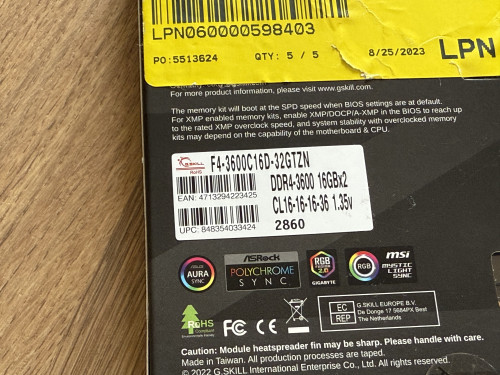 LPN060000598403
PO:5513624 QTY: 5 / 5 8/25/2023 LPN
For more product information, please visit www.gskill.com.
The memory kit will boot at the SPD speed when BIOS settings are at default.
For XMP enabled memory kits, enable XMP/DOCP/A-XMP in the BIOS to reach up
to the rated XMP overclock speed, and system stability with overclocked memory
kits may depend on the capability of the motherboard & CPU.
G.SKILL
RoHS
F4-3600C16D-32GTZN
DDR4-3600 16GBx2
EAN: 4713294223425
CL16-16-16-36 1.35v
UPC: 848354033424
2860
AURA
SYNC
ASRock
POLYCHROME
SYNC
RGB
FUSION
2.0
GIGABYTE
RGB
msi
MYSTIC
LIGHT
SYNC
RoHS
Compliant
FC CE
EC
REP
G.SKILL EUROPE B.V.
De Donge 17 5684PX Best
The Netherlands
Caution: Module heatspreader fin may be sharp. Please handle with care.
Made in Taiwan. All production processes are taped.
© 2022 G.SKILL International Enterprise Co., Ltd. All